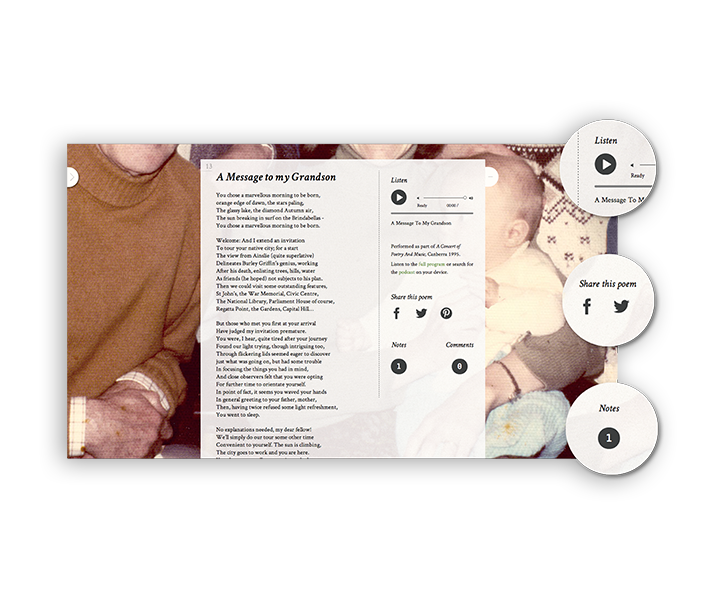 13
A Message to my Grandson
You chose a marvellous morning to be born,
orange edge of dawn, the stars paling,
The glassy lake, the diamond Autumn air,
The sun breaking in surf on the Brindabellas -
You chose a marvellous morning to be born.
Welcome: And I extend an invitation
To tour your native city; for a start
The view from Ainslie (quite superlative)
Delineates Burley Griffin's genius, working
After his death, enlisting trees, hills, water
As friends (he hoped) not subjects to his plan.
Then we could visit some outstanding features,
St John's, the War Memorial, Civic Centre,
The National Library, Parliament House of course,
Regatta Point, the Gardens, Capital Hill...
But those who met you first at your arrival
Have judged my invitation premature.
You were, I hear, quite tired after your journey
Found our light trying, though intriguing too,
Through flickering lids seemed eager to discover
just what was going on, but had some trouble
In focusing the things you had in mind,
And close observers felt that you were opting
For further time to orientate yourself.
In point of fact, it seems you waved your hands
In general greeting to your father, mother,
Then, having twice refused some light refreshment,
You went to sleep.
No explanations needed, my dear fellow!
We'll simply do our tour some other time
Convenient to yourself. The sun is climbing,
The city goes to work and you are here.
Listen
Ready
00:00 /
A Message To My Grandson
Performed as part of A Concert of
Poetry And Music, Canberra 1995.
Listen to the full program or search for
the podcast on your device.
Share this poem
Notes Comments
1 0
Listen
Ready
A Message To M
Share this poem
Notes
1